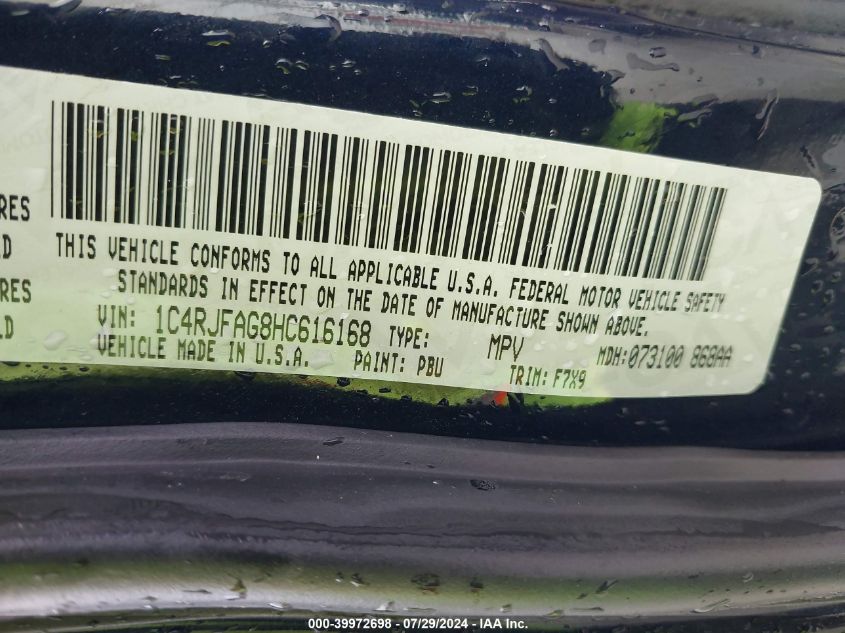 RES
D
RES
D
THIS VEHICLE CONFORMS TO ALL APPLICABLE U.S.A. FEDERAL MOTOR VEHICLE SAFETY
STANDARDS IN EFFECT ON THE DATE OF MANUFACTURE SHOWN ABOVE.
VIN: 1C4RJFAG8HC616168 TYPE: MPV MDH:073100 868AA
VEHICLE MADE IN U.S.A. PAINT: PBU TRIM: F7X9
000-39972698 - 07/29/2024 - IAA Inc.